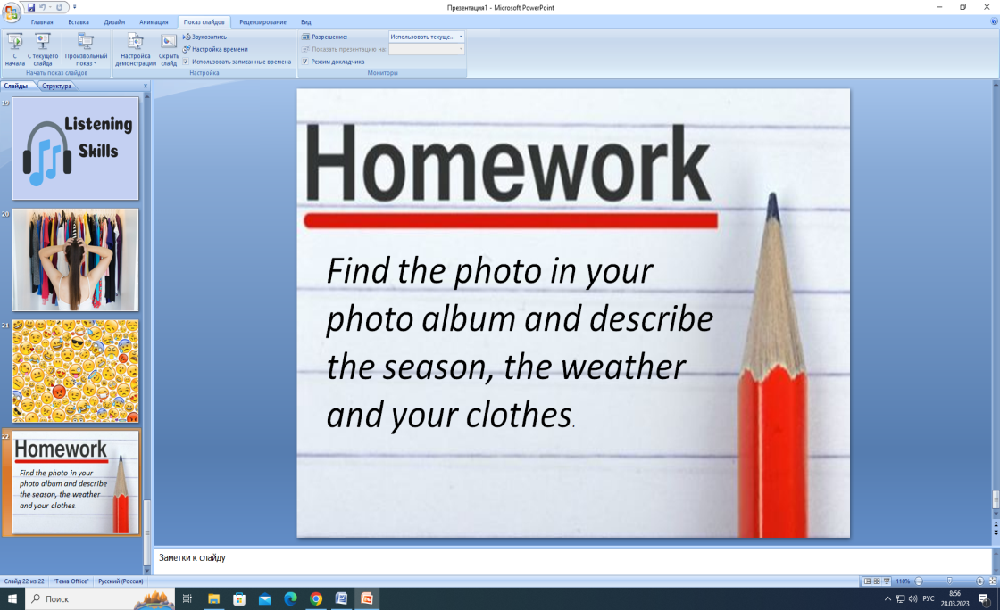 Презентация1 - Microsoft PowerPoint
Главная Вставка Дизайн Анимация Показ слайдов Рецензирование Вид
С начала
С текущего слайда
Произвольный показ
Начать показ слайдов
Настройка демонстрации
Скрыть слайд
Звукозапись
Настройка времени
Использовать записанные времена
Настройка
Разрешение: Использовать текуще...
Показать презентацию на:
Режим докладчика
Мониторы
Слайды Структура
19
Listening
Skills
20
21
22
Homework
Find the photo in your
photo album and describe
the season, the weather
and your clothes
Homework
Find the photo in your
photo album and describe
the season, the weather
and your clothes.
Заметки к слайду
Слайд 22 из 22 "Тема Office" Русский (Россия) 110%
Поиск
РУС
8:56
28.03.2023